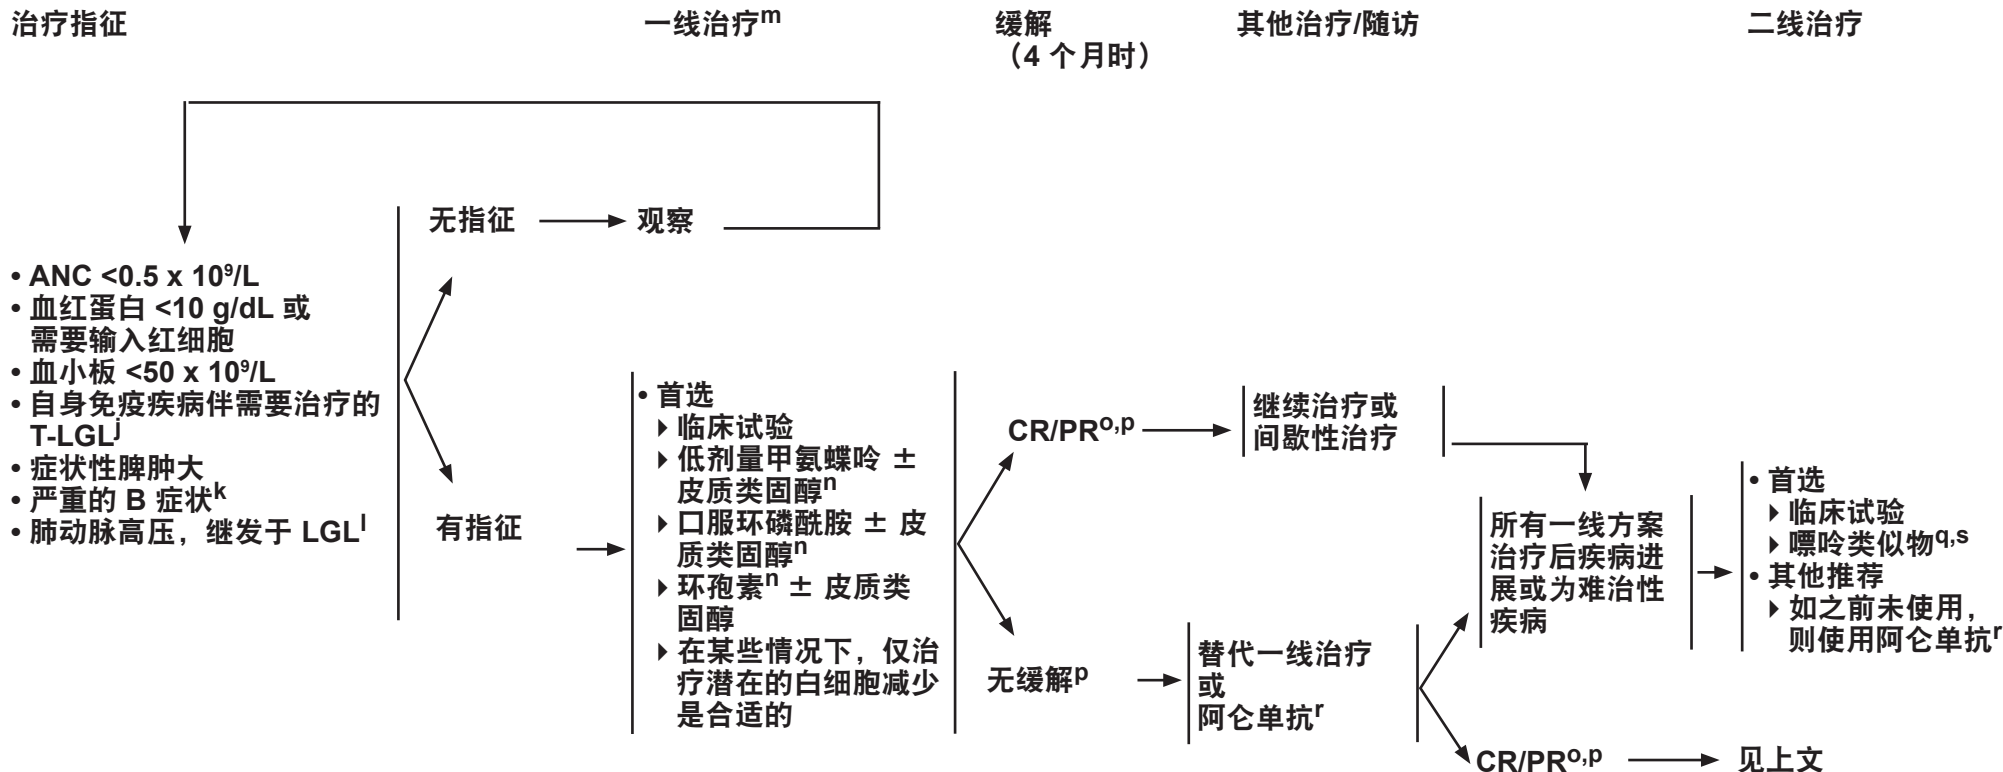 治疗指征
一线治疗m
缓解
（4 个月时）
其他治疗/随访
二线治疗
• ANC <0.5 x 10⁹/L
• 血红蛋白 <10 g/dL 或
需要输入红细胞
• 血小板 <50 x 10⁹/L
• 自身免疫疾病伴需要治疗的
T-LGLj
• 症状性脾肿大
• 严重的 B 症状k
• 肺动脉高压，继发于 LGLl
无指征
观察
有指征
• 首选
临床试验
低剂量甲氨蝶呤 ±
皮质类固醇n
口服环磷酰胺 ± 皮
质类固醇n
环孢素n ± 皮质类
固醇
在某些情况下，仅治
疗潜在的白细胞减少
是合适的
CR/PRo,p
继续治疗或
间歇性治疗
无缓解p
替代一线治疗
或
阿仑单抗r
所有一线方案
治疗后疾病进
展或为难治性
疾病
CR/PRo,p
见上文
• 首选
临床试验
嘌呤类似物q,s
• 其他推荐
如之前未使用，
则使用阿仑单抗r